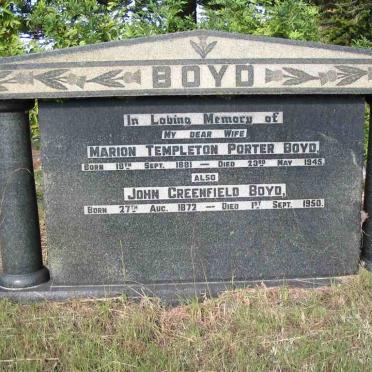 BOYD
In Loving Memory of
MY DEAR WIFE
MARION TEMPLETON PORTER BOYD,
BORN 19TH SEPT. 1881 — DIED 23RD MAY 1945.
ALSO
JOHN GREENFIELD BOYD,
BORN 27TH AUG. 1872 — DIED 1ST SEPT. 1950.